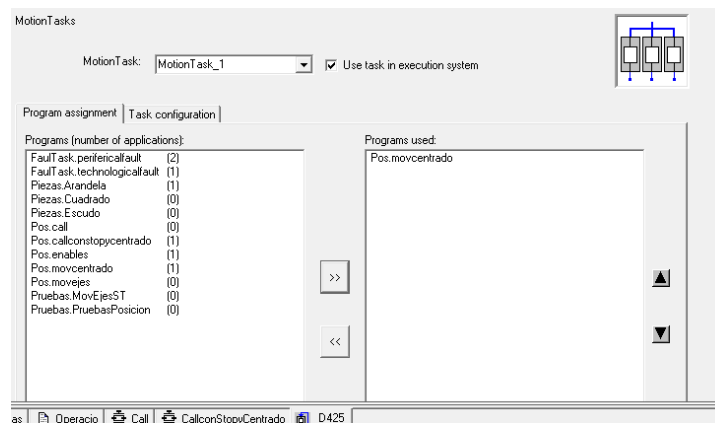 MotionTasks
MotionTask: MotionTask_1 Use task in execution system
Program assignment Task configuration
Programs (number of applications): Programs used:
FaulTask.perifericalfault (2) Pos.movcentrado
FaulTask.technologicalfault (1)
Piezas.Arandela (1)
Piezas.Cuadrado (0)
Piezas.Escudo (0)
Pos.call (0)
Pos.callconstopycentrado (1)
Pos.enables (1)
Pos.movcentrado (1)
Pos.movejes (0)
Pruebas.MovEjesST (0)
Pruebas.PruebasPosicion (0)
>>
<<
as Operacio Call CallconStopyCentrado D425